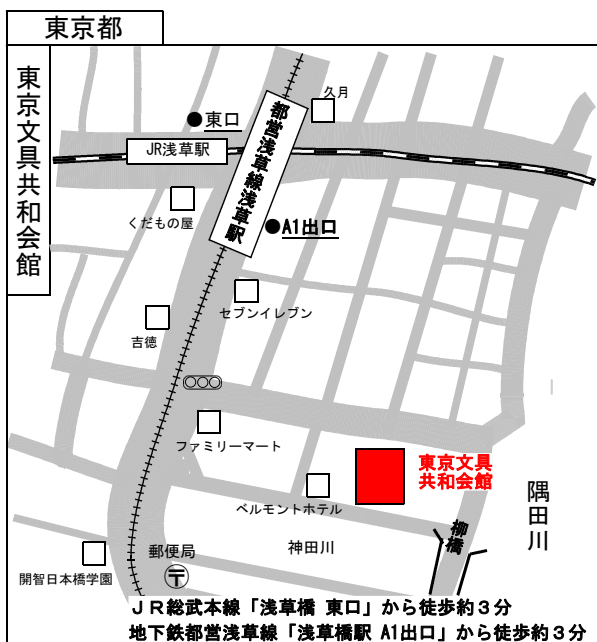 東京都
東京文具共和会館
久月
●東口
JR浅草駅
都営浅草線浅草駅
くだもの屋
●A1出口
セブンイレブン
吉徳
ファミリーマート
東京文具
共和会館
ベルモントホテル
隅田川
柳橋
神田川
郵便局
〒
開智日本橋学園
ＪＲ総武本線「浅草橋 東口」から徒歩約３分
地下鉄都営浅草線「浅草橋駅 A1出口」から徒歩約３分